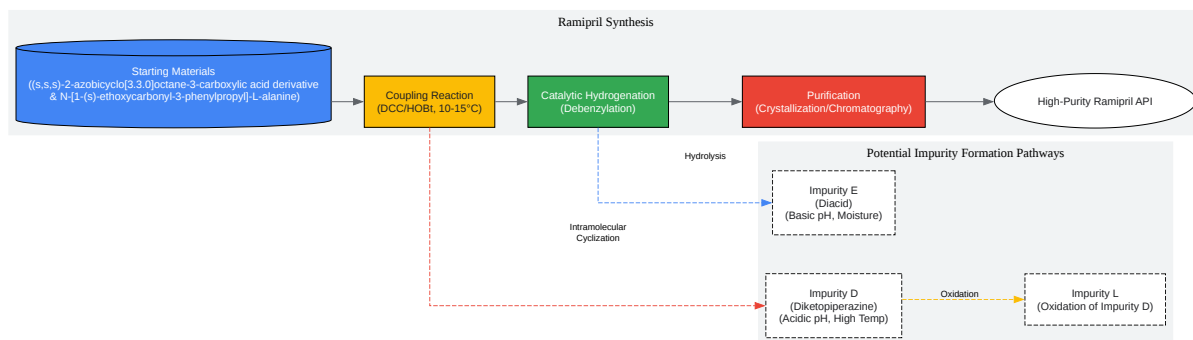 Ramipril Synthesis
Starting Materials
((s,s,s)-2-azobicyclo[3.3.0]octane-3-carboxylic acid derivative
& N-[1-(s)-ethoxycarbonyl-3-phenylpropyl]-L-alanine)
Coupling Reaction
(DCC/HOBt, 10-15°C)
Catalytic Hydrogenation
(Debenzylation)
Purification
(Crystallization/Chromatography)
High-Purity Ramipril API
Hydrolysis
Potential Impurity Formation Pathways
Impurity E
(Diacid)
(Basic pH, Moisture)
Intramolecular
Cyclization
Impurity D
(Diketopiperazine)
(Acidic pH, High Temp)
Oxidation
Impurity L
(Oxidation of Impurity D)